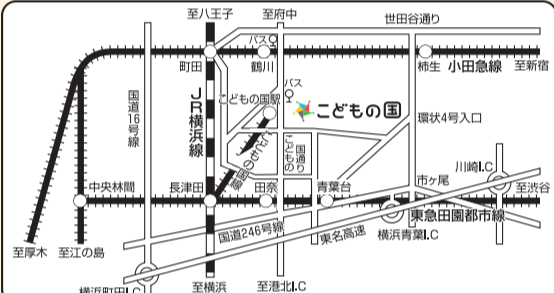 至八王子
至府中
世田谷通り
バス
町田
鶴川
柿生
小田急線
至新宿
国道16号線
JR横浜線
こどもの国駅
バス
こどもの国
こどもの国線
こどもの
国通り
環状4号入口
川崎I.C
中央林間
長津田
田奈
青葉台
市ヶ尾
至渋谷
東急田園都市線
国道246号線
東名高速
横浜青葉I.C
至厚木
至江の島
横浜町田I.C
至横浜
至港北I.C